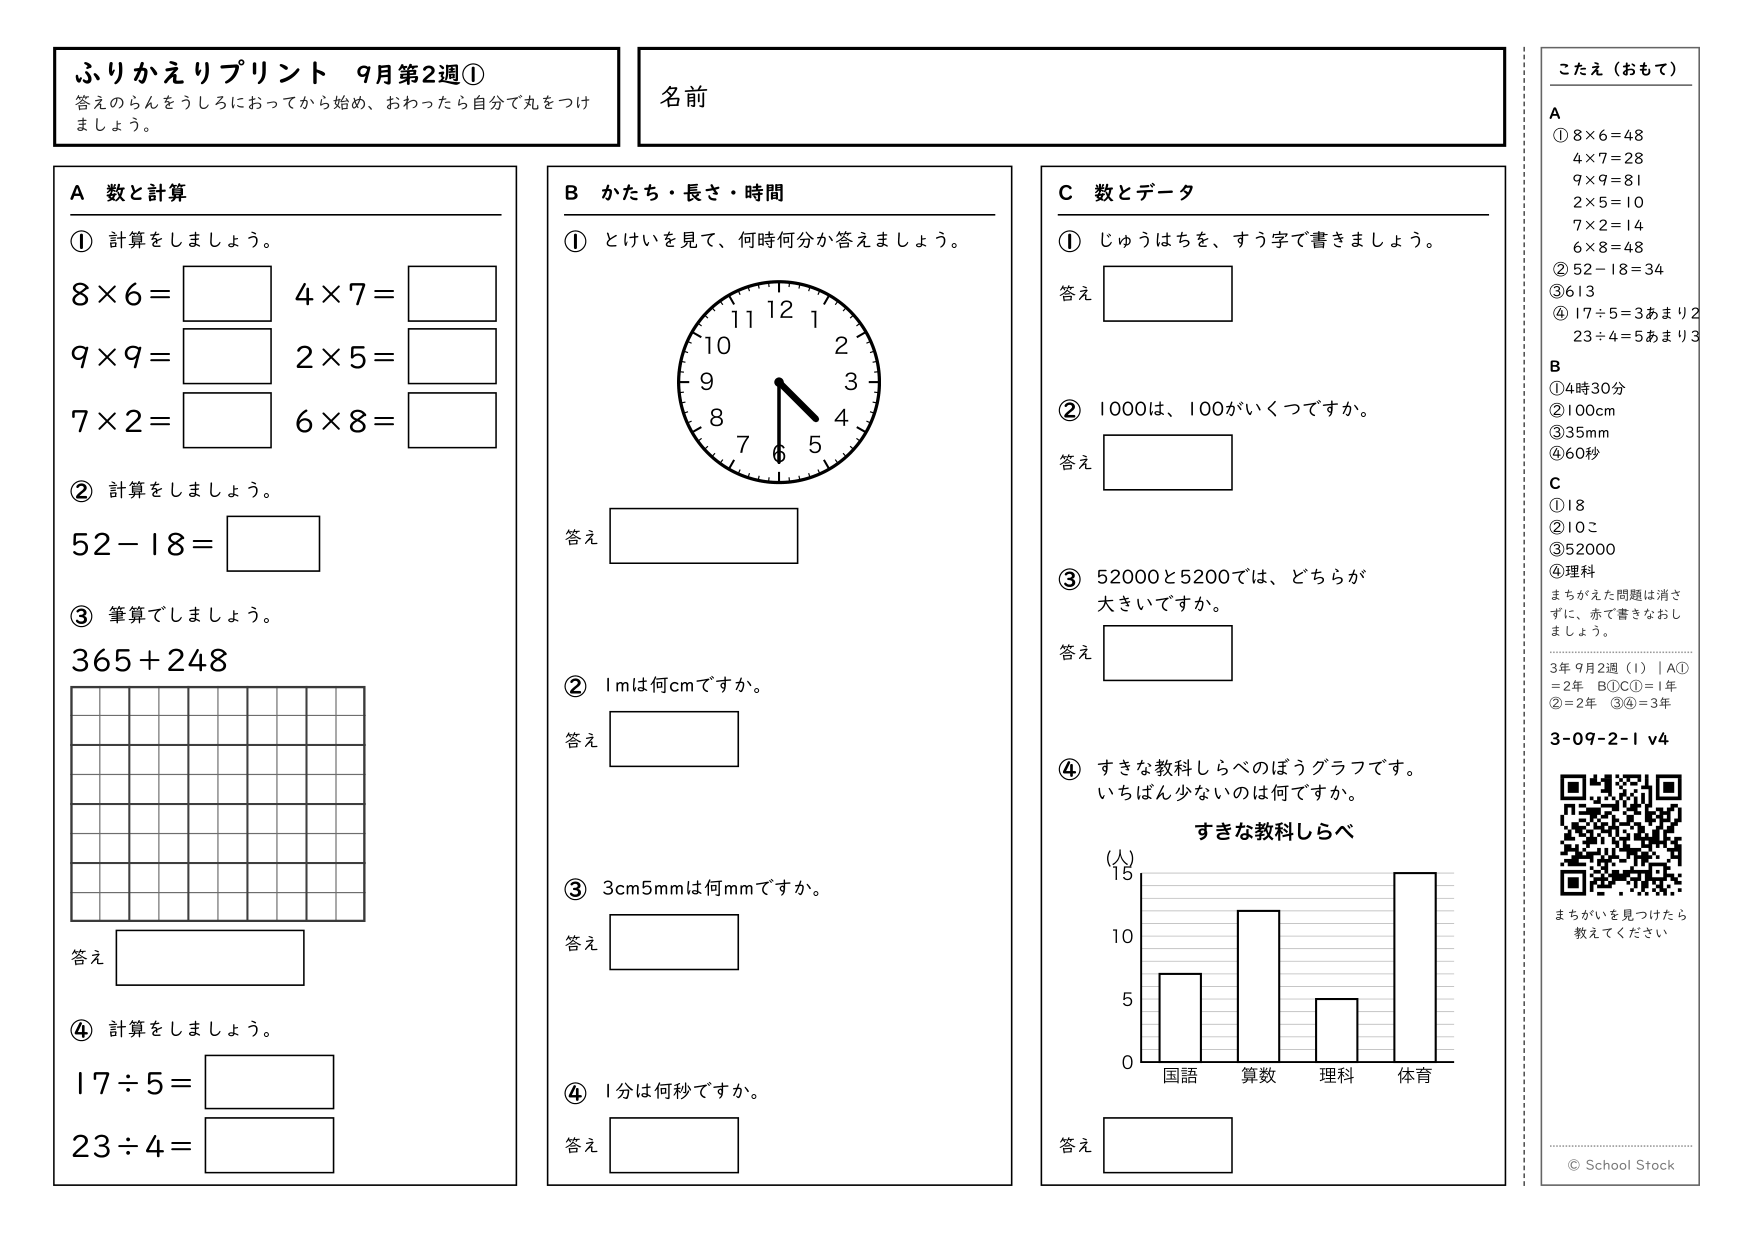 ふりかえりプリント　9月第2週①
答えのらんをうしろにおってから始め、おわったら自分で丸をつけ
ましょう。
名前
A　数と計算
① 計算をしましょう。
8×6＝ 4×7＝
9×9＝ 2×5＝
7×2＝ 6×8＝
② 計算をしましょう。
52－18＝
③ 筆算でしましょう。
365＋248
答え
④ 計算をしましょう。
17÷5＝
23÷4＝
B　かたち・長さ・時間
① とけいを見て、何時何分か答えましょう。
12
11 1
10 2
9 3
8 4
7 5
6
答え
② 1mは何cmですか。
答え
③ 3cm5mmは何mmですか。
答え
④ 1分は何秒ですか。
答え
C　数とデータ
① じゅうはちを、すう字で書きましょう。
答え
② 1000は、100がいくつですか。
答え
③ 52000と5200では、どちらが
大きいですか。
答え
④ すきな教科しらべのぼうグラフです。
いちばん少ないのは何ですか。
すきな教科しらべ
(人)
15
10
5
0
国語 算数 理科 体育
答え
こたえ（おもて）
A
① 8×6＝48
4×7＝28
9×9＝81
2×5＝10
7×2＝14
6×8＝48
② 52－18＝34
③613
④ 17÷5＝3あまり2
23÷4＝5あまり3
B
①4時30分
②100cm
③35mm
④60秒
C
①18
②10こ
③52000
④理科
まちがえた問題は消さ
ずに、赤で書きなおし
ましょう。
3年 9月2週（1）｜A①
＝2年　B①C①＝1年
②＝2年　③④＝3年
3-09-2-1 v4
まちがいを見つけたら
教えてください
© School Stock